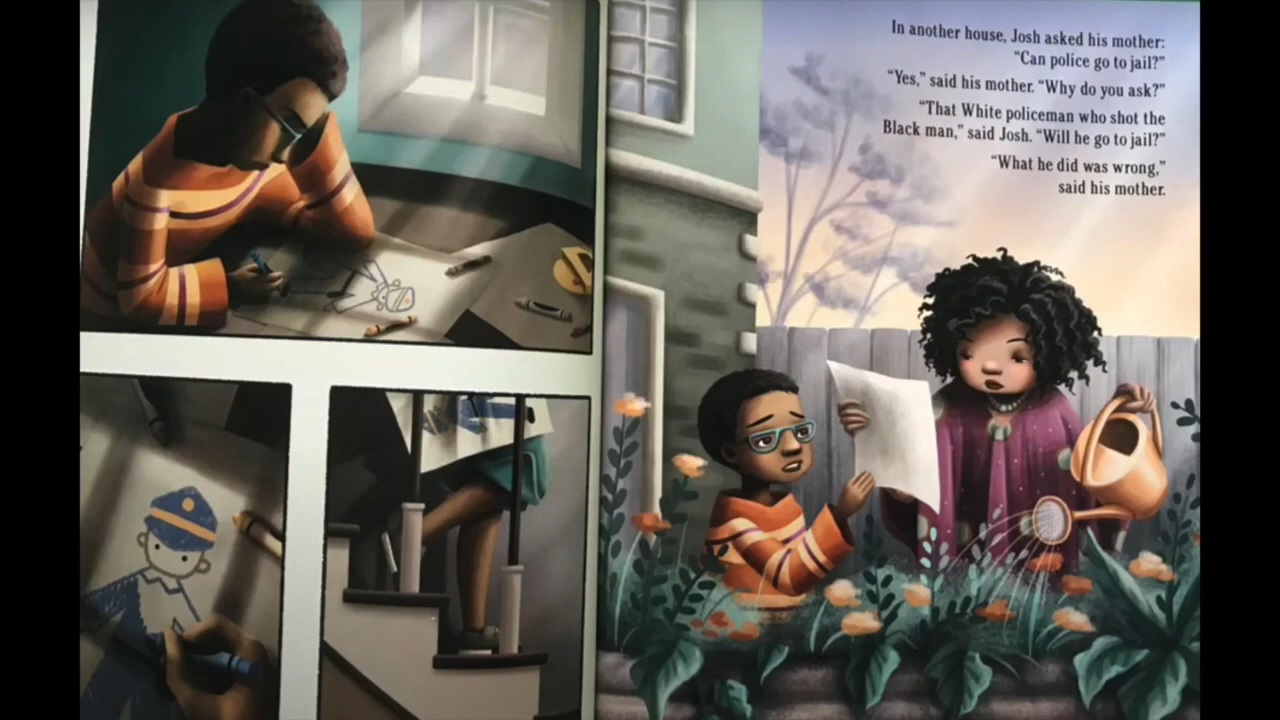 In another house, Josh asked his mother:
“Can police go to jail?”
“Yes,” said his mother. “Why do you ask?”
“That White policeman who shot the
Black man,” said Josh. “Will he go to jail?”
“What he did was wrong,”
said his mother.